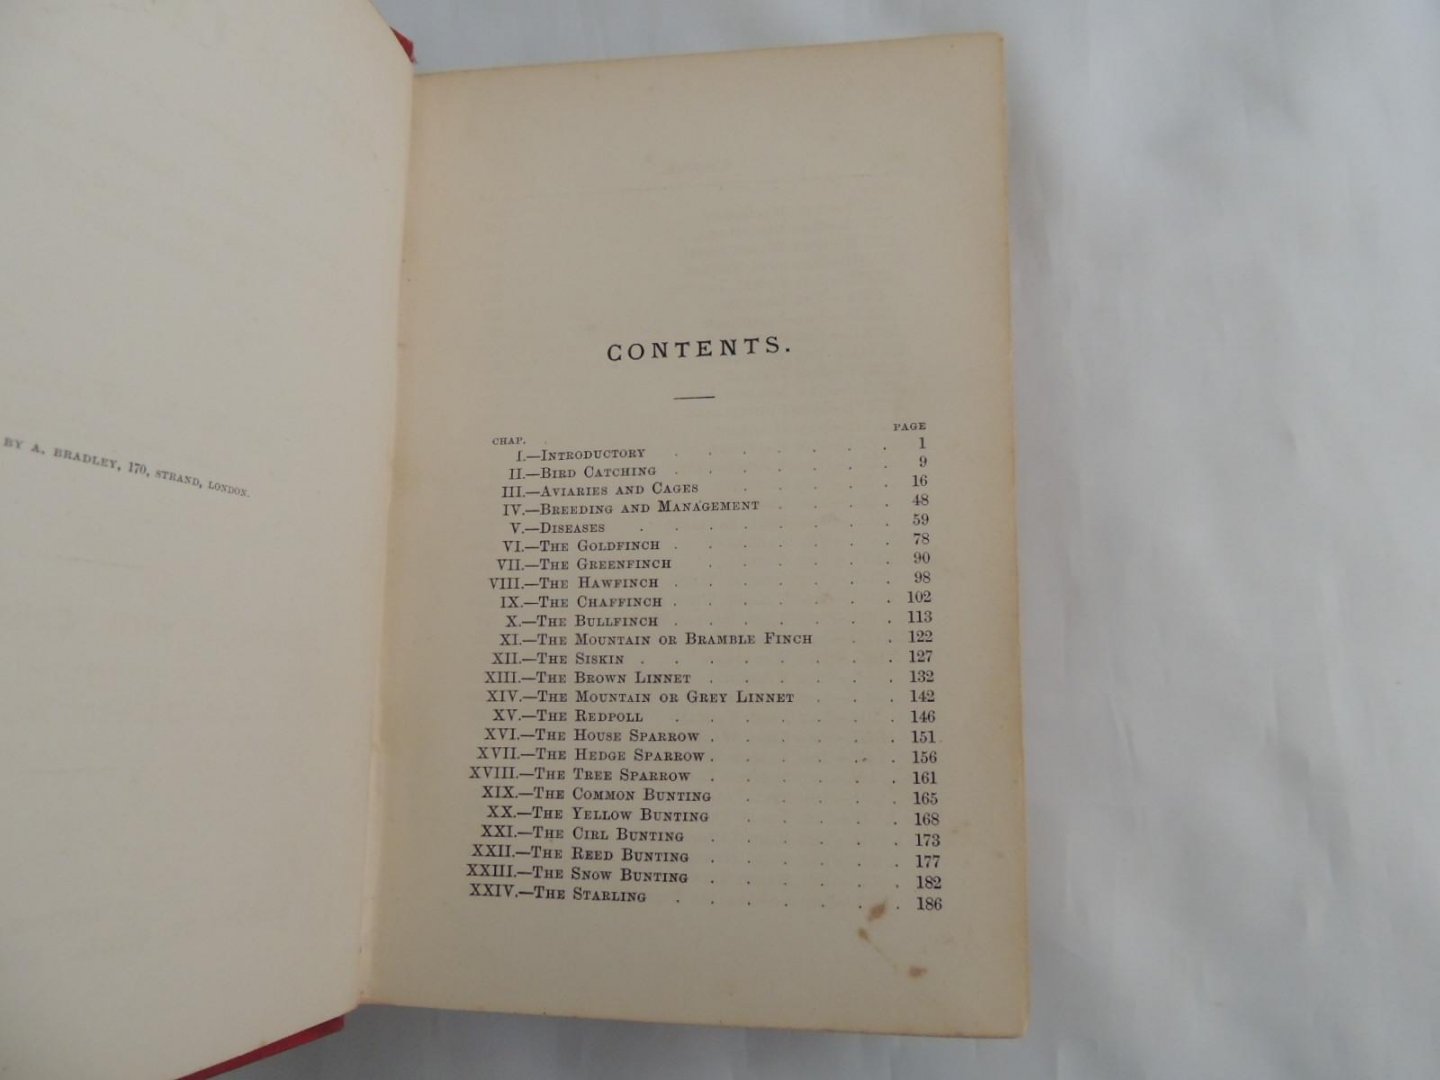 BY A. BRADLEY, 170, STRAND, LONDON.
CONTENTS.
CHAP. PAGE
I.—INTRODUCTORY . . . . . . 1
II.—BIRD CATCHING . . . . . . 9
III.—AVIARIES AND CAGES . . . . . 16
IV.—BREEDING AND MANAGEMENT . . . . 48
V.—DISEASES . . . . . . . 59
VI.—THE GOLDFINCH . . . . . . 78
VII.—THE GREENFINCH . . . . . . 90
VIII.—THE HAWFINCH . . . . . . 98
IX.—THE CHAFFINCH . . . . . . 102
X.—THE BULLFINCH . . . . . . 113
XI.—THE MOUNTAIN OR BRAMBLE FINCH . . 122
XII.—THE SISKIN . . . . . . . 127
XIII.—THE BROWN LINNET . . . . . . 132
XIV.—THE MOUNTAIN OR GREY LINNET . . . 142
XV.—THE REDPOLL . . . . . . . 146
XVI.—THE HOUSE SPARROW . . . . . . 151
XVII.—THE HEDGE SPARROW . . . . . . 156
XVIII.—THE TREE SPARROW . . . . . . 161
XIX.—THE COMMON BUNTING . . . . . 165
XX.—THE YELLOW BUNTING . . . . . 168
XXI.—THE CIRL BUNTING . . . . . . 173
XXII.—THE REED BUNTING . . . . . . 177
XXIII.—THE SNOW BUNTING . . . . . . 182
XXIV.—THE STARLING . . . . . . . 186